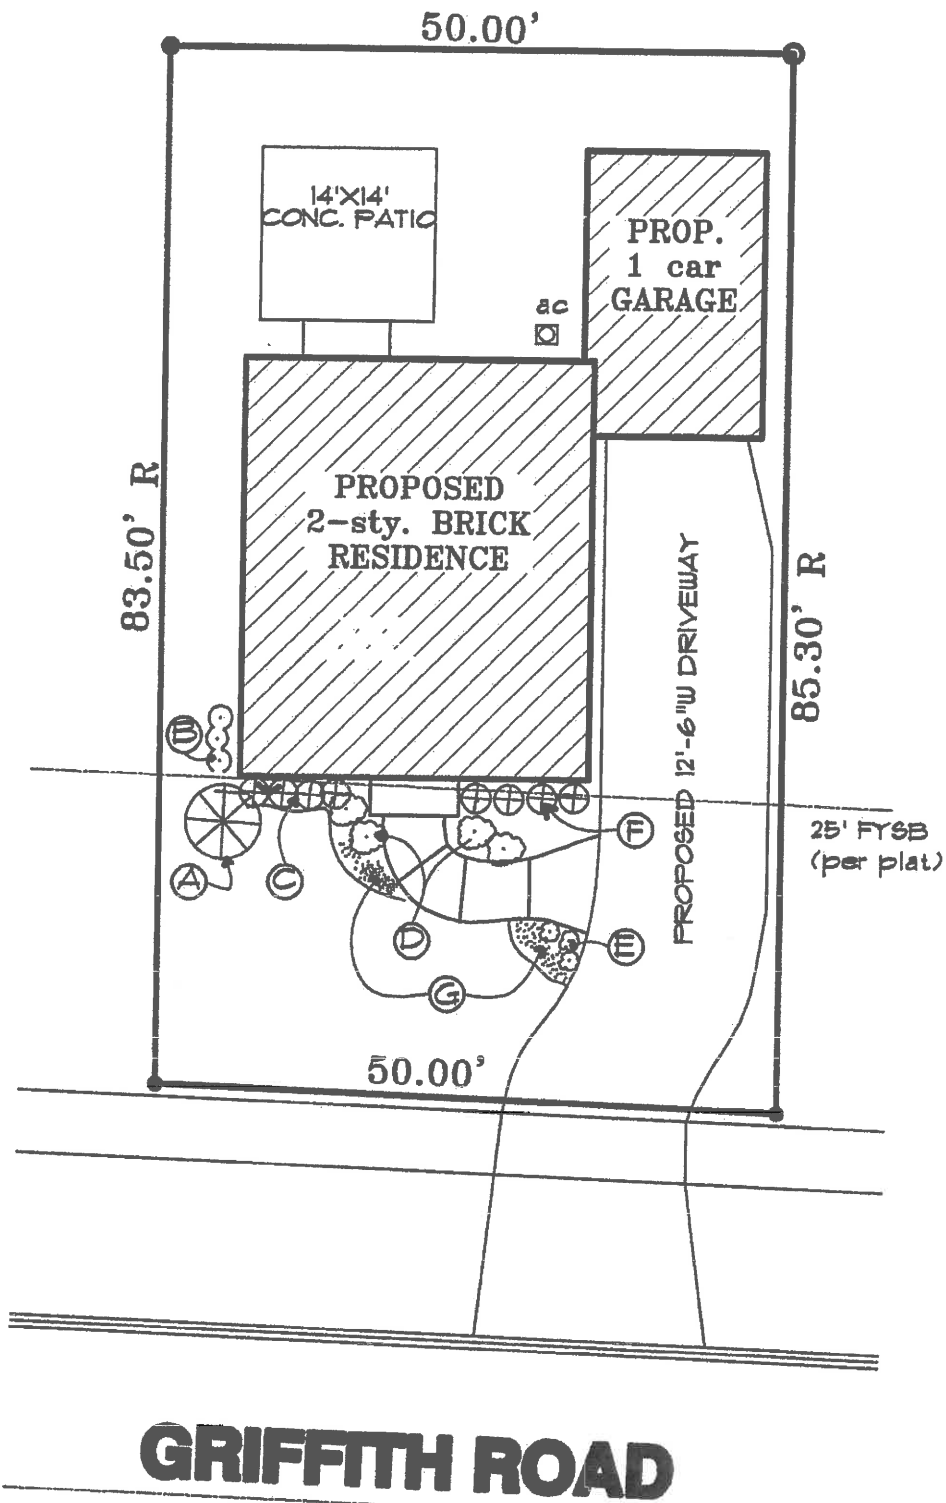 50.00'
14'X14'
CONC. PATIO
PROP.
1 car
GARAGE
ac
PROPOSED
2-sty. BRICK
RESIDENCE
83.50' R
85.30' R
PROPOSED 12'-6"W DRIVEWAY
B
F
25' FYSB
(per plat)
A
C
D
E
G
50.00'
GRIFFITH ROAD